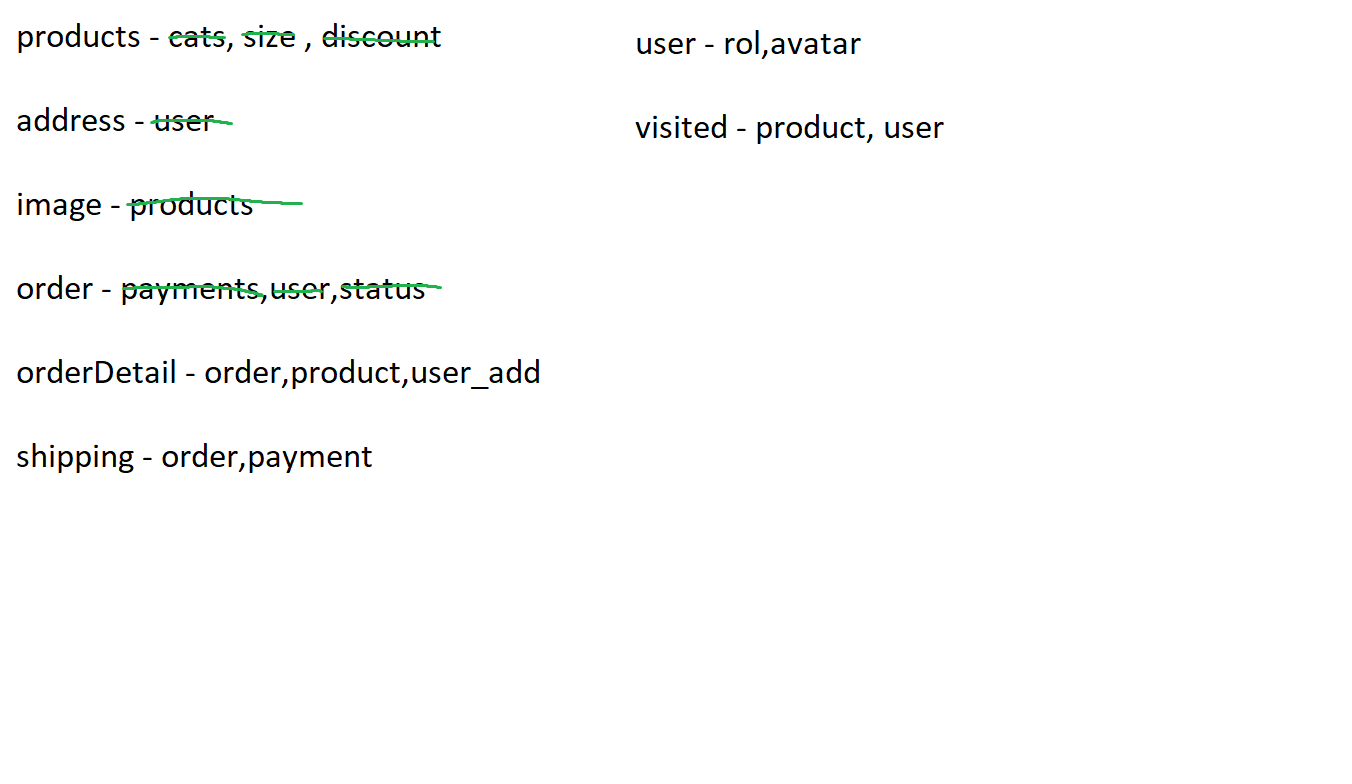 products - cats, size , discount
address - user
image - products
order - payments,user,status
orderDetail - order,product,user_add
shipping - order,payment
user - rol,avatar
visited - product, user